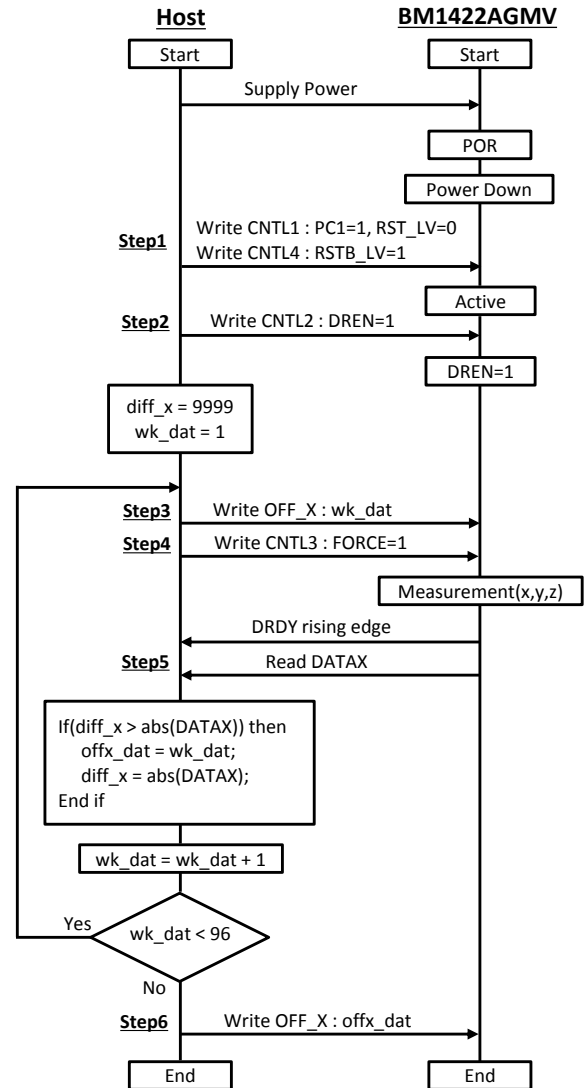 Host
BM1422AGMV
Start
Start
Supply Power
POR
Power Down
Write CNTL1 : PC1=1, RST_LV=0
Step1
Write CNTL4 : RSTB_LV=1
Active
Step2
Write CNTL2 : DREN=1
DREN=1
diff_x = 9999
wk_dat = 1
Step3
Write OFF_X : wk_dat
Step4
Write CNTL3 : FORCE=1
Measurement(x,y,z)
DRDY rising edge
Step5
Read DATAX
If(diff_x > abs(DATAX)) then
offx_dat = wk_dat;
diff_x = abs(DATAX);
End if
wk_dat = wk_dat + 1
Yes
wk_dat < 96
No
Step6
Write OFF_X : offx_dat
End
End